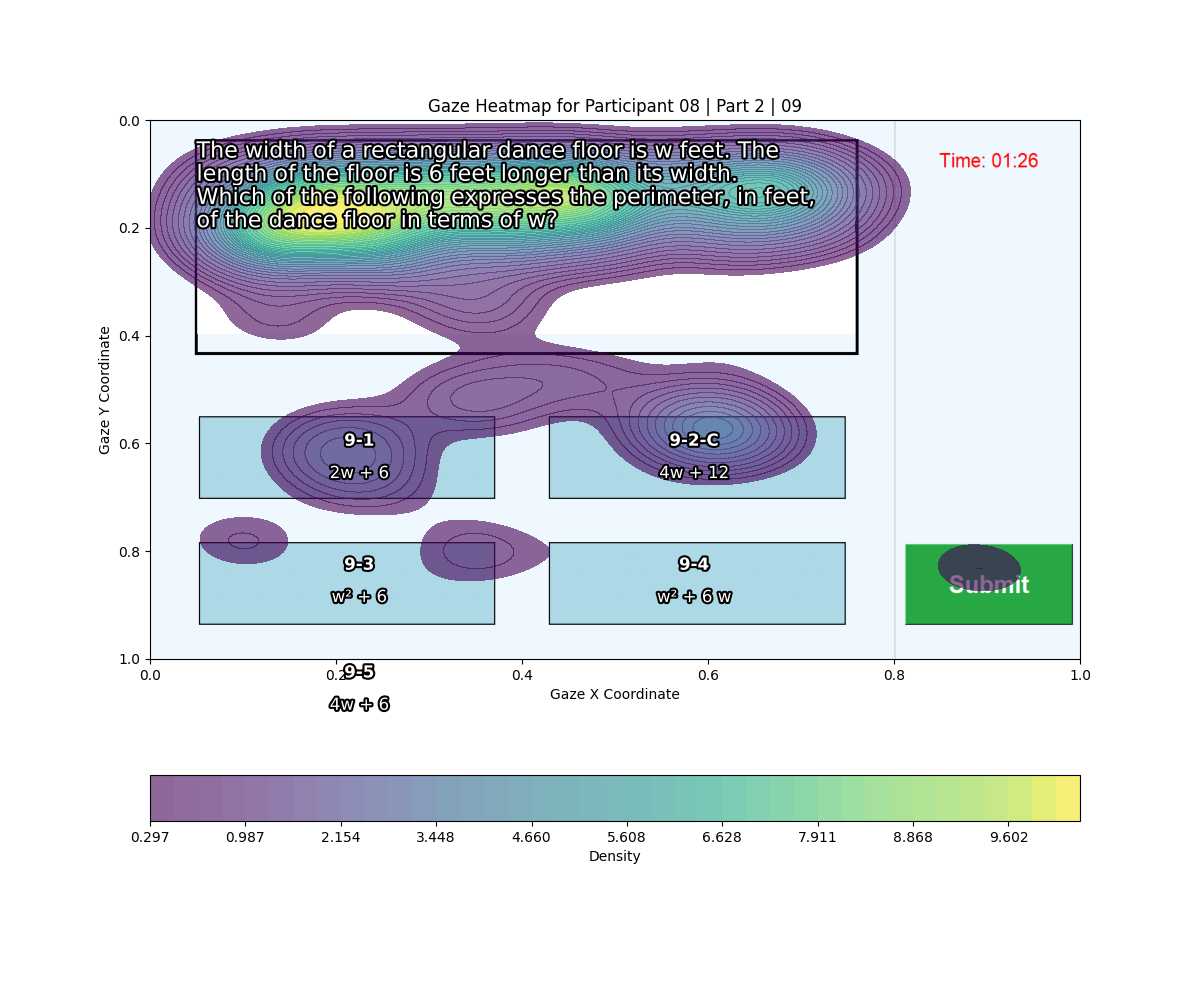 Gaze Heatmap for Participant 08 | Part 2 | 09
The width of a rectangular dance floor is w feet. The
length of the floor is 6 feet longer than its width.
Which of the following expresses the perimeter, in feet,
of the dance floor in terms of w?
Time: 01:26
0.0
0.2
0.4
0.6
0.8
1.0
Gaze Y Coordinate
9-1
2w + 6
9-2-C
4w + 12
9-3
w² + 6
9-4
w² + 6 w
Submit
9-5
4w + 6
0.0 0.2 0.4 0.6 0.8 1.0
Gaze X Coordinate
0.297 0.987 2.154 3.448 4.660 5.608 6.628 7.911 8.868 9.602
Density